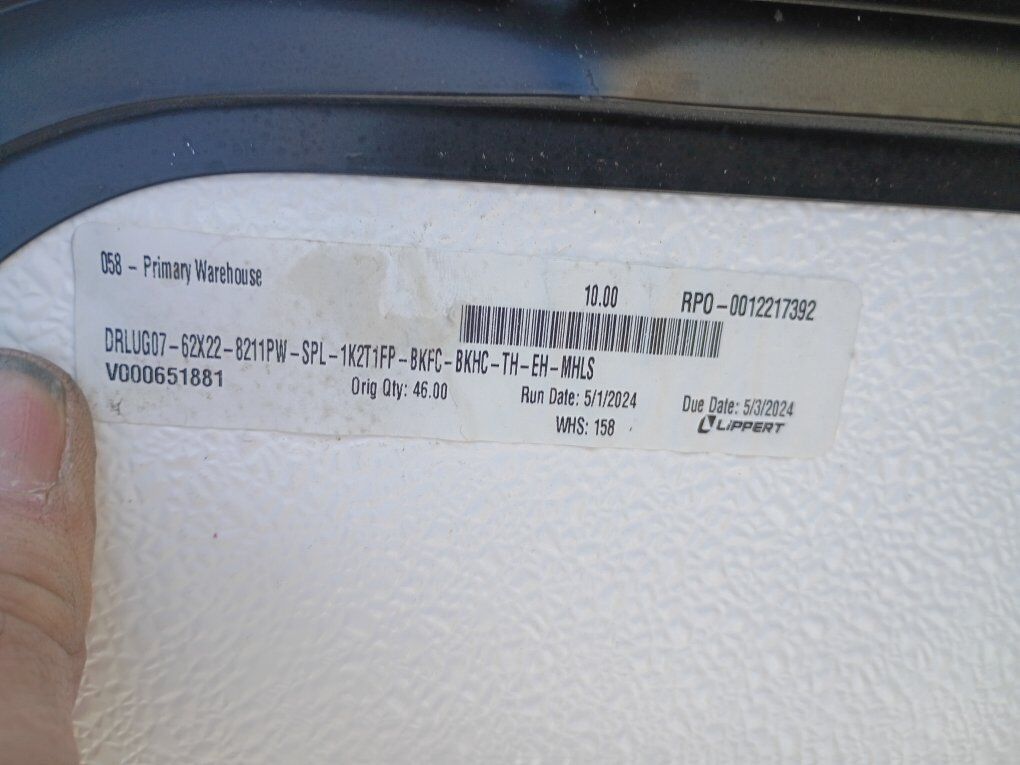 058 - Primary Warehouse
10.00 RPO-0012217392
DRLUG07-62X22-8211PW-SPL-1K2T1FP-BKFC-BKHC-TH-EH-MHLS
V000651881 Orig Qty: 46.00 Run Date: 5/1/2024 Due Date: 5/3/2024
WHS: 158 LiPPERT